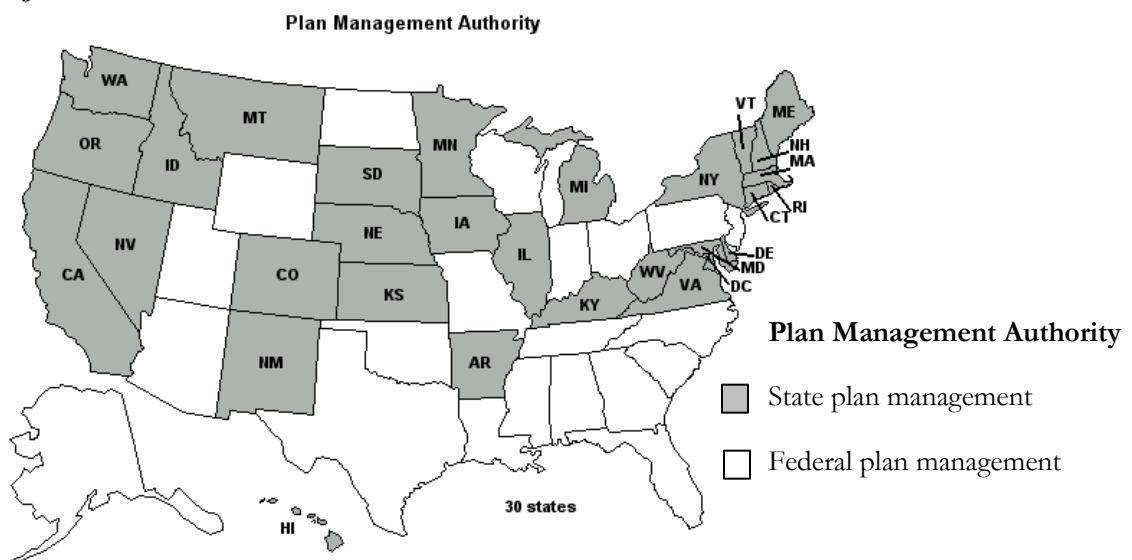 Plan Management Authority
WA
MT
VT
ME
OR
ID
MN
NH
MA
SD
MI
NY
RI
CT
IA
NE
NV
IL
DE
CA
CO
WV
MD
KS
VA
DC
KY
Plan Management Authority
NM
AR
State plan management
Federal plan management
30 states
HI